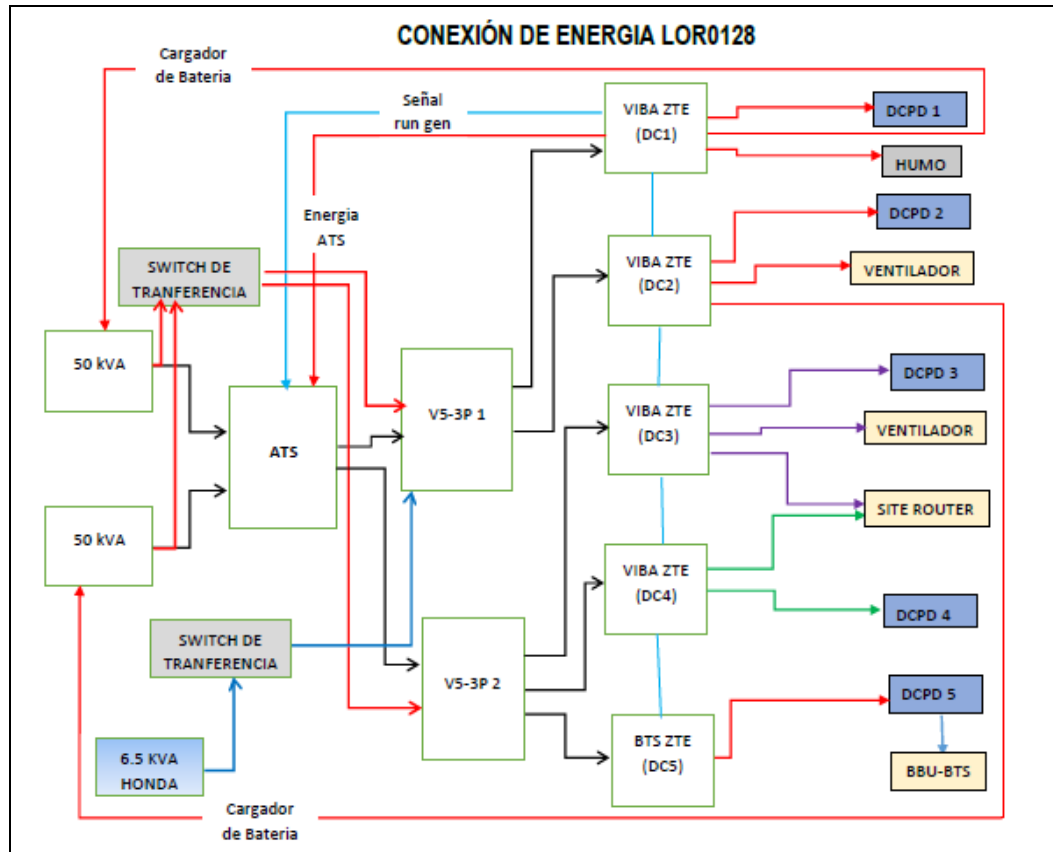 CONEXIÓN DE ENERGIA LOR0128
Cargador
de Bateria
Señal
run gen
VIBA ZTE
(DC1)
DCPD 1
HUMO
Energia
ATS
DCPD 2
SWITCH DE
TRANFERENCIA
VIBA ZTE
(DC2)
VENTILADOR
50 kVA
V5-3P 1
VIBA ZTE
(DC3)
DCPD 3
VENTILADOR
ATS
SITE ROUTER
50 kVA
VIBA ZTE
(DC4)
DCPD 4
SWITCH DE
TRANFERENCIA
V5-3P 2
DCPD 5
BTS ZTE
(DC5)
6.5 KVA
HONDA
BBU-BTS
Cargador
de Bateria